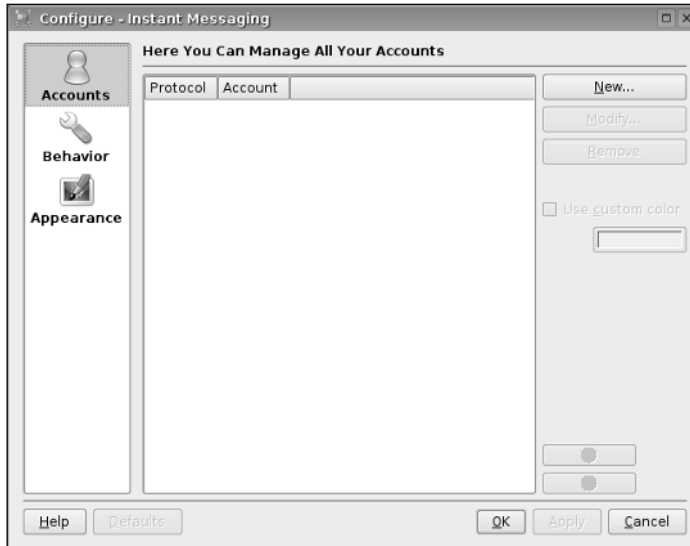 Configure - Instant Messaging
Accounts
Behavior
Appearance
Here You Can Manage All Your Accounts
Protocol Account
New...
Modify...
Remove
Use custom color
Help Defaults OK Apply Cancel